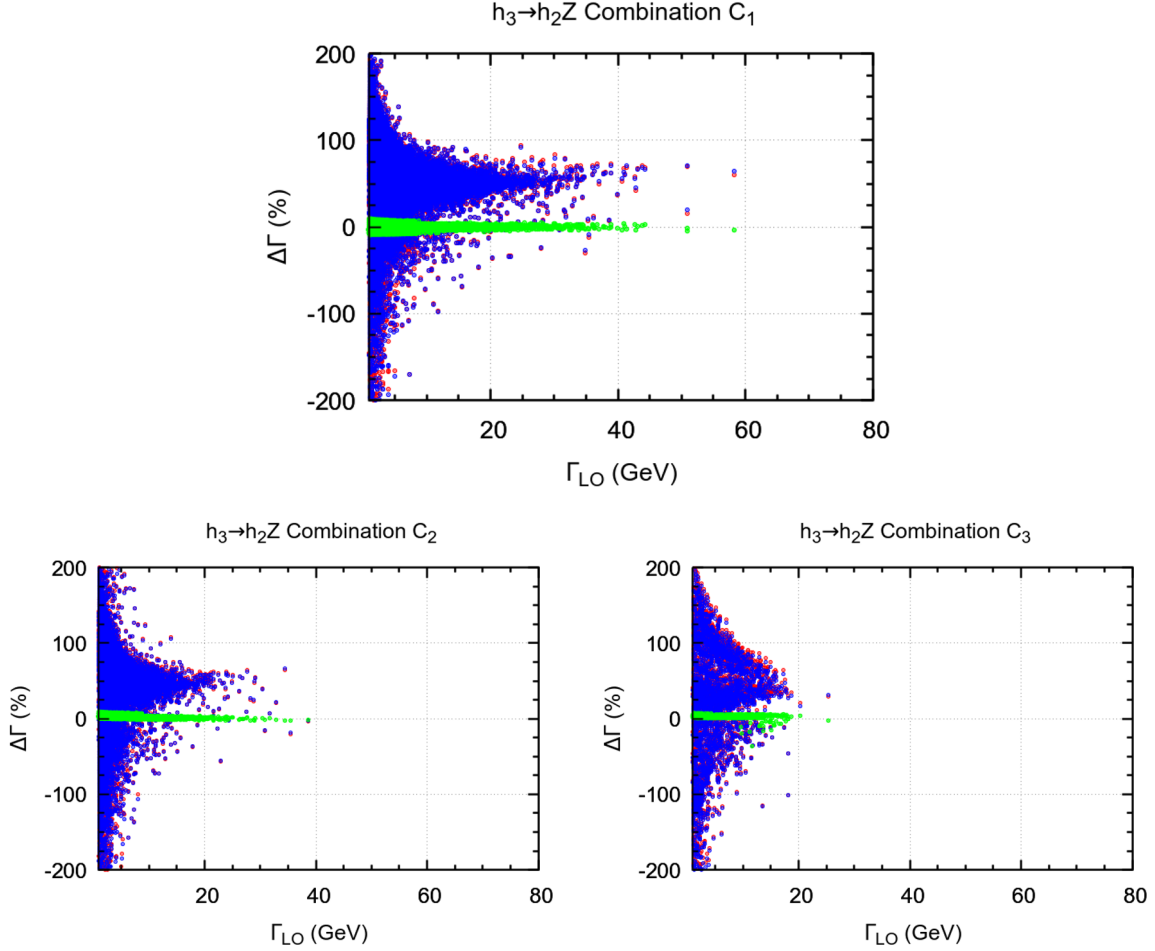 h₃→h₂Z Combination C₁
200
100
0
-100
-200
ΔΓ (%)
20 40 60 80
Γ_LO (GeV)
h₃→h₂Z Combination C₂
200
100
0
-100
-200
ΔΓ (%)
0 20 40 60 80
Γ_LO (GeV)
h₃→h₂Z Combination C₃
200
100
0
-100
-200
ΔΓ (%)
0 20 40 60 80
Γ_LO (GeV)